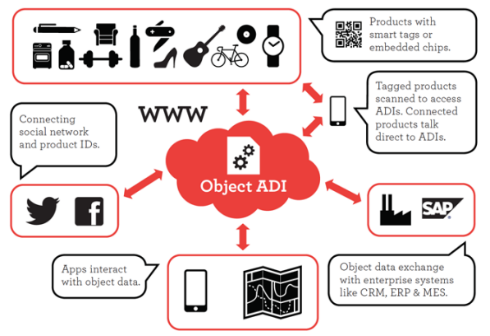 Products with
smart tags or
embedded chips.
Tagged products
scanned to access
ADIs. Connected
products talk
direct to ADIs.
WWW
Connecting
social network
and product IDs.
Object ADI
SAP
Apps interact
with object data.
Object data exchange
with enterprise systems
like CRM, ERP & MES.